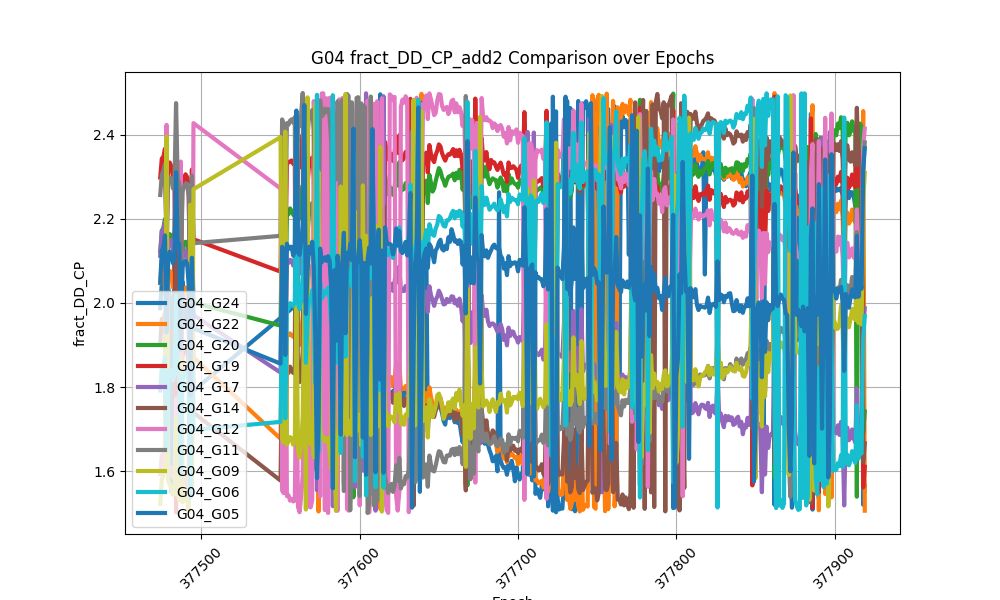 G04 fract_DD_CP_add2 Comparison over Epochs
fract_DD_CP
2.4
2.2
2.0
1.8
1.6
G04_G24
G04_G22
G04_G20
G04_G19
G04_G17
G04_G14
G04_G12
G04_G11
G04_G09
G04_G06
G04_G05
377500
377600
377700
377800
377900
Epoch